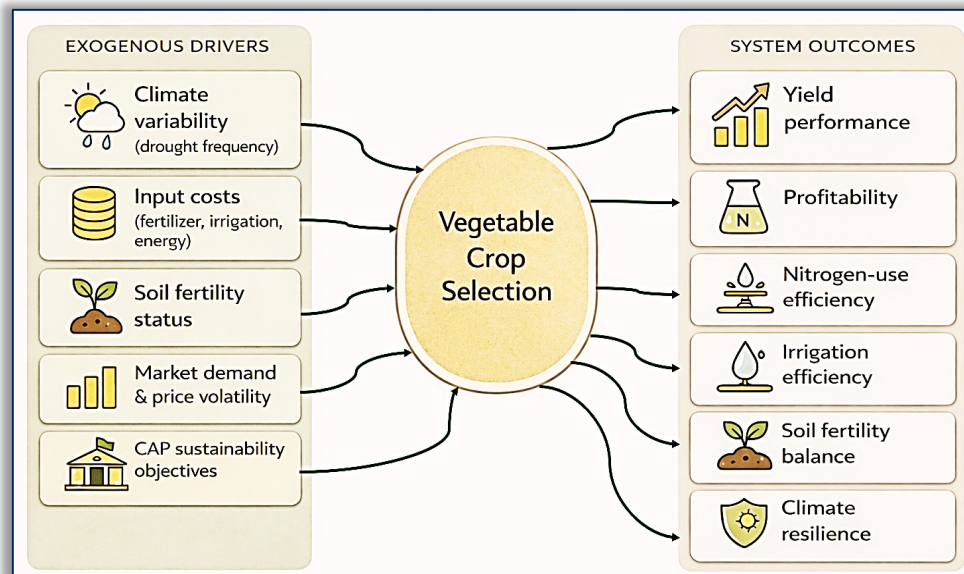 EXOGENOUS DRIVERS
Climate
variability
(drought frequency)
Input costs
(fertilizer, irrigation,
energy)
Soil fertility
status
Market demand
& price volatility
CAP sustainability
objectives
Vegetable
Crop
Selection
SYSTEM OUTCOMES
Yield
performance
N
Profitability
Nitrogen-use
efficiency
Irrigation
efficiency
Soil fertility
balance
Climate
resilience